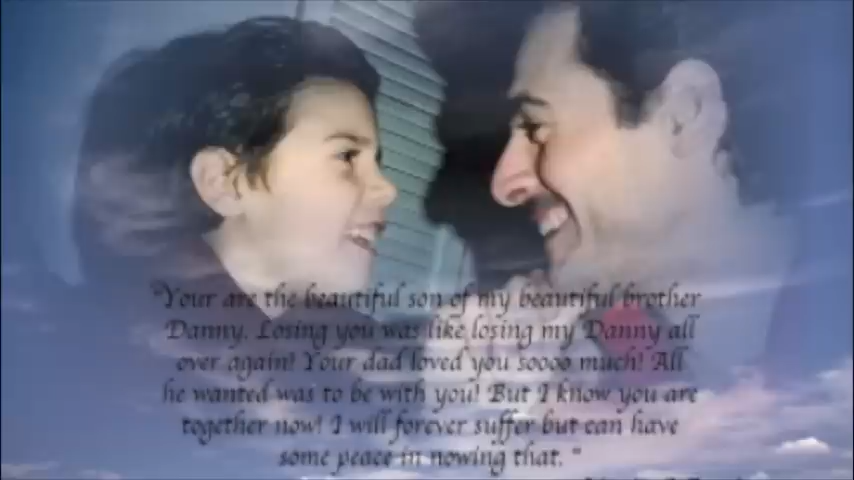 "Your are the beautiful son of my beautiful brother
Danny. Losing you was like losing my Danny all
over again! Your dad loved you soooo much! All
he wanted was to be with you! But I know you are
together now! I will forever suffer but can have
some peace in nowing that. "